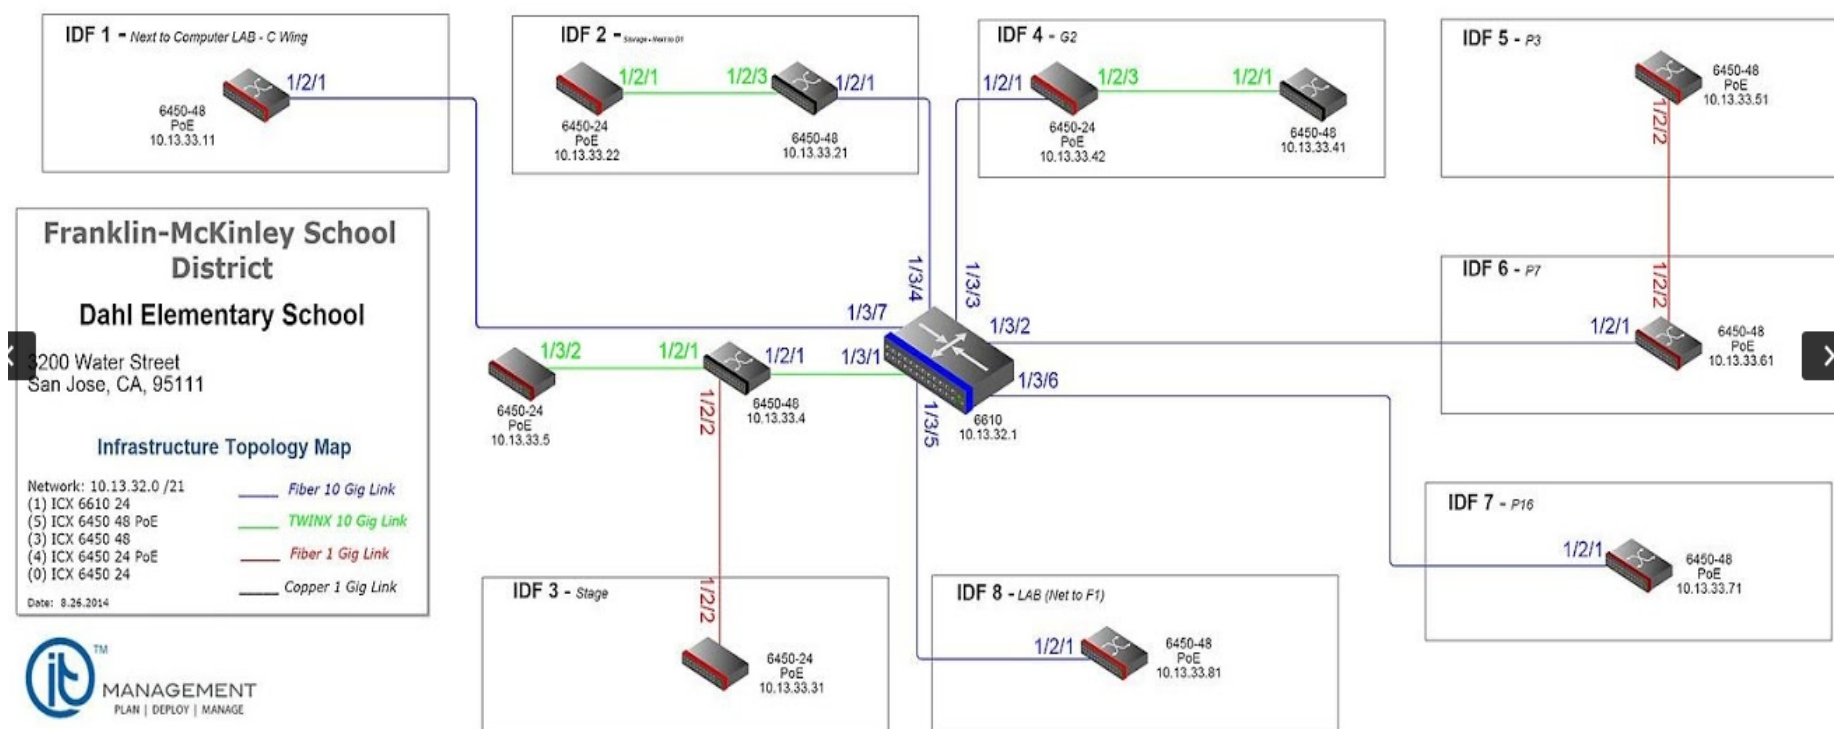 IDF 1 - Next to Computer LAB - C Wing
1/2/1
6450-48
PoE
10.13.33.11
IDF 2 - Storage - Next to D1
1/2/1
1/2/3
1/2/1
6450-24
PoE
10.13.33.22
6450-48
10.13.33.21
IDF 4 - G2
1/2/1
1/2/3
1/2/1
6450-24
PoE
10.13.33.42
6450-48
10.13.33.41
IDF 5 - P3
6450-48
PoE
10.13.33.51
1/2/2
Franklin-McKinley School
District
Dahl Elementary School
3200 Water Street
San Jose, CA, 95111
Infrastructure Topology Map
Network: 10.13.32.0 /21
(1) ICX 6610 24
(5) ICX 6450 48 PoE
(3) ICX 6450 48
(4) ICX 6450 24 PoE
(0) ICX 6450 24
Date: 8.26.2014
Fiber 10 Gig Link
TWINX 10 Gig Link
Fiber 1 Gig Link
Copper 1 Gig Link
1/3/4
1/3/3
1/3/7
1/3/2
1/3/1
1/3/6
1/3/5
6610
10.13.32.1
1/3/2
1/2/1
1/2/1
6450-24
PoE
10.13.33.5
6450-48
10.13.33.4
1/2/2
IDF 6 - P7
1/2/2
1/2/1
6450-48
PoE
10.13.33.61
IDF 7 - P16
1/2/1
6450-48
PoE
10.13.33.71
IDF 3 - Stage
1/2/2
6450-24
PoE
10.13.33.31
IDF 8 - LAB (Net to F1)
1/2/1
6450-48
PoE
10.13.33.81
it TM
MANAGEMENT
PLAN | DEPLOY | MANAGE